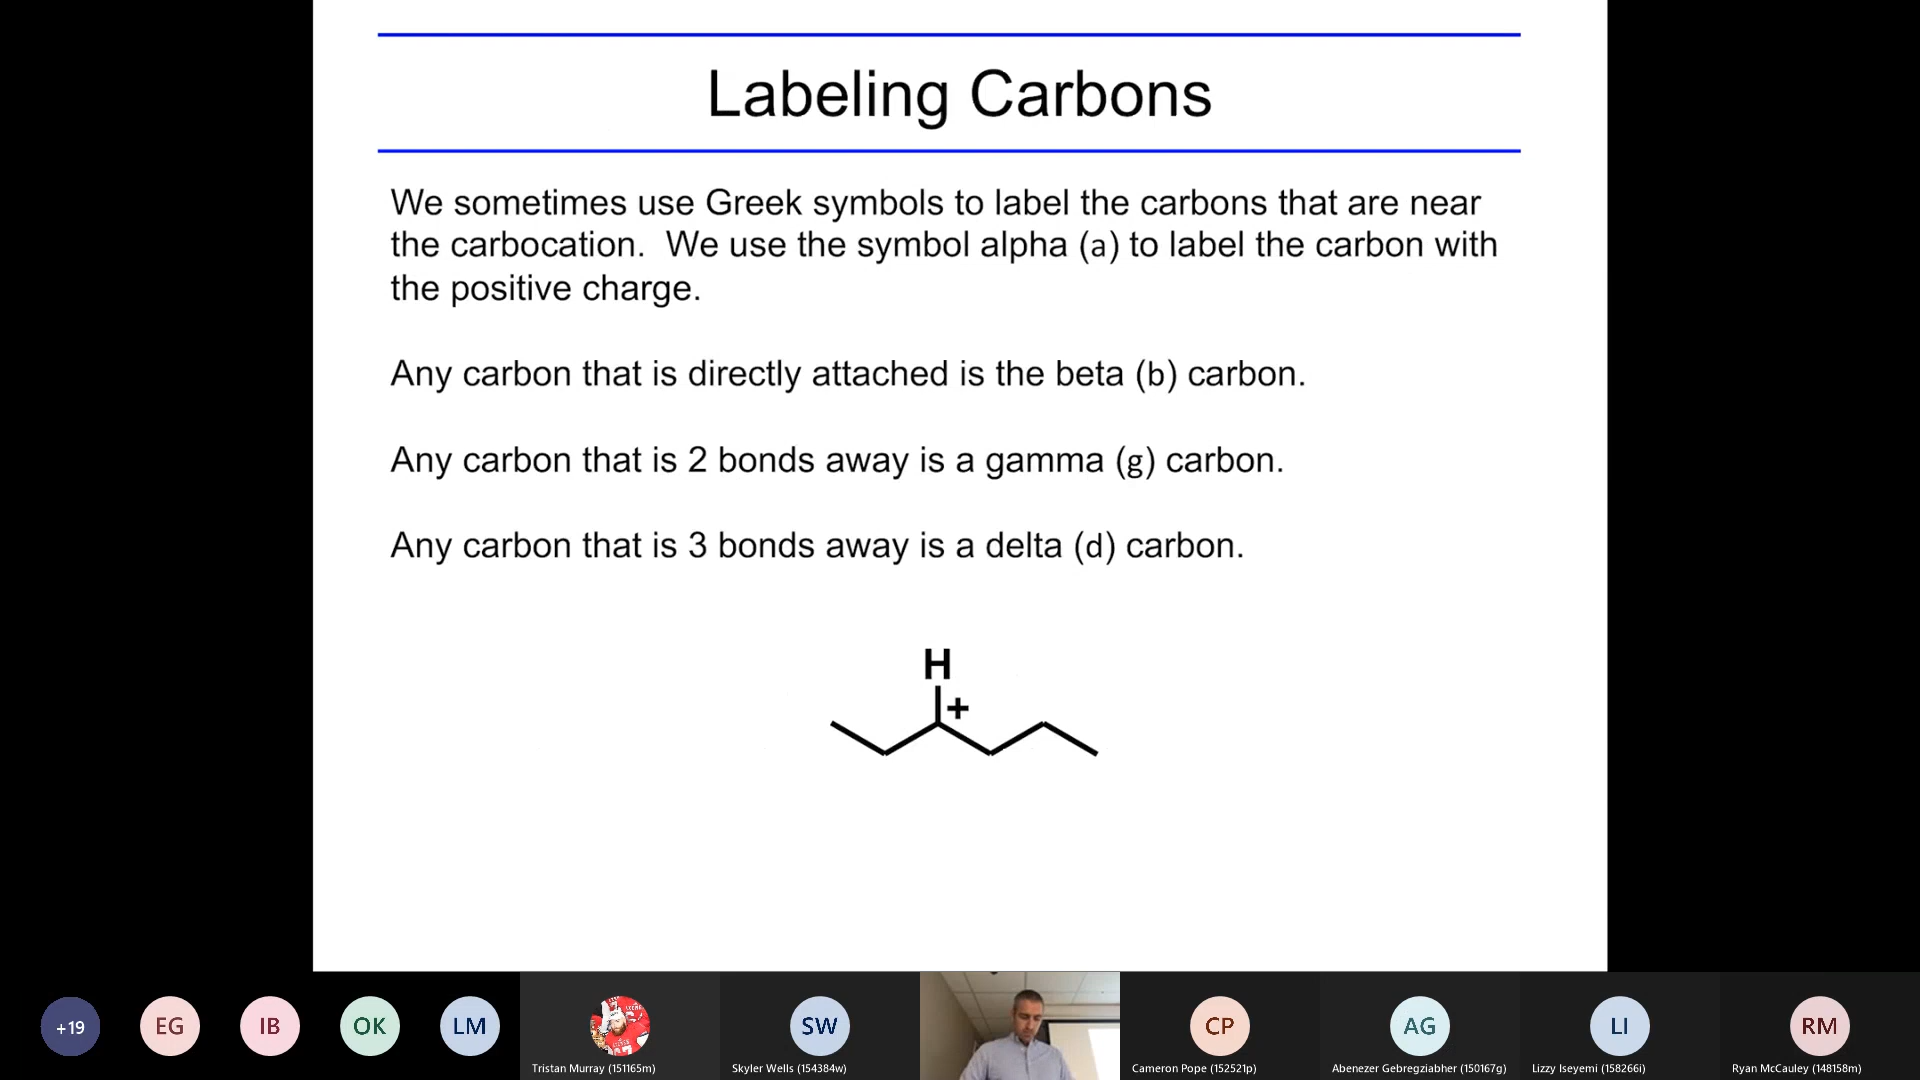 Labeling Carbons
We sometimes use Greek symbols to label the carbons that are near
the carbocation.  We use the symbol alpha (a) to label the carbon with
the positive charge.
Any carbon that is directly attached is the beta (b) carbon.
Any carbon that is 2 bonds away is a gamma (g) carbon.
Any carbon that is 3 bonds away is a delta (d) carbon.
H
+
+19
EG
IB
OK
LM
SW
CP
AG
LI
RM
Tristan Murray (151165m)
Skyler Wells (154384w)
Cameron Pope (152521p)
Abenezer Gebregziabher (150167g)
Lizzy Iseyemi (158266i)
Ryan McCauley (148158m)